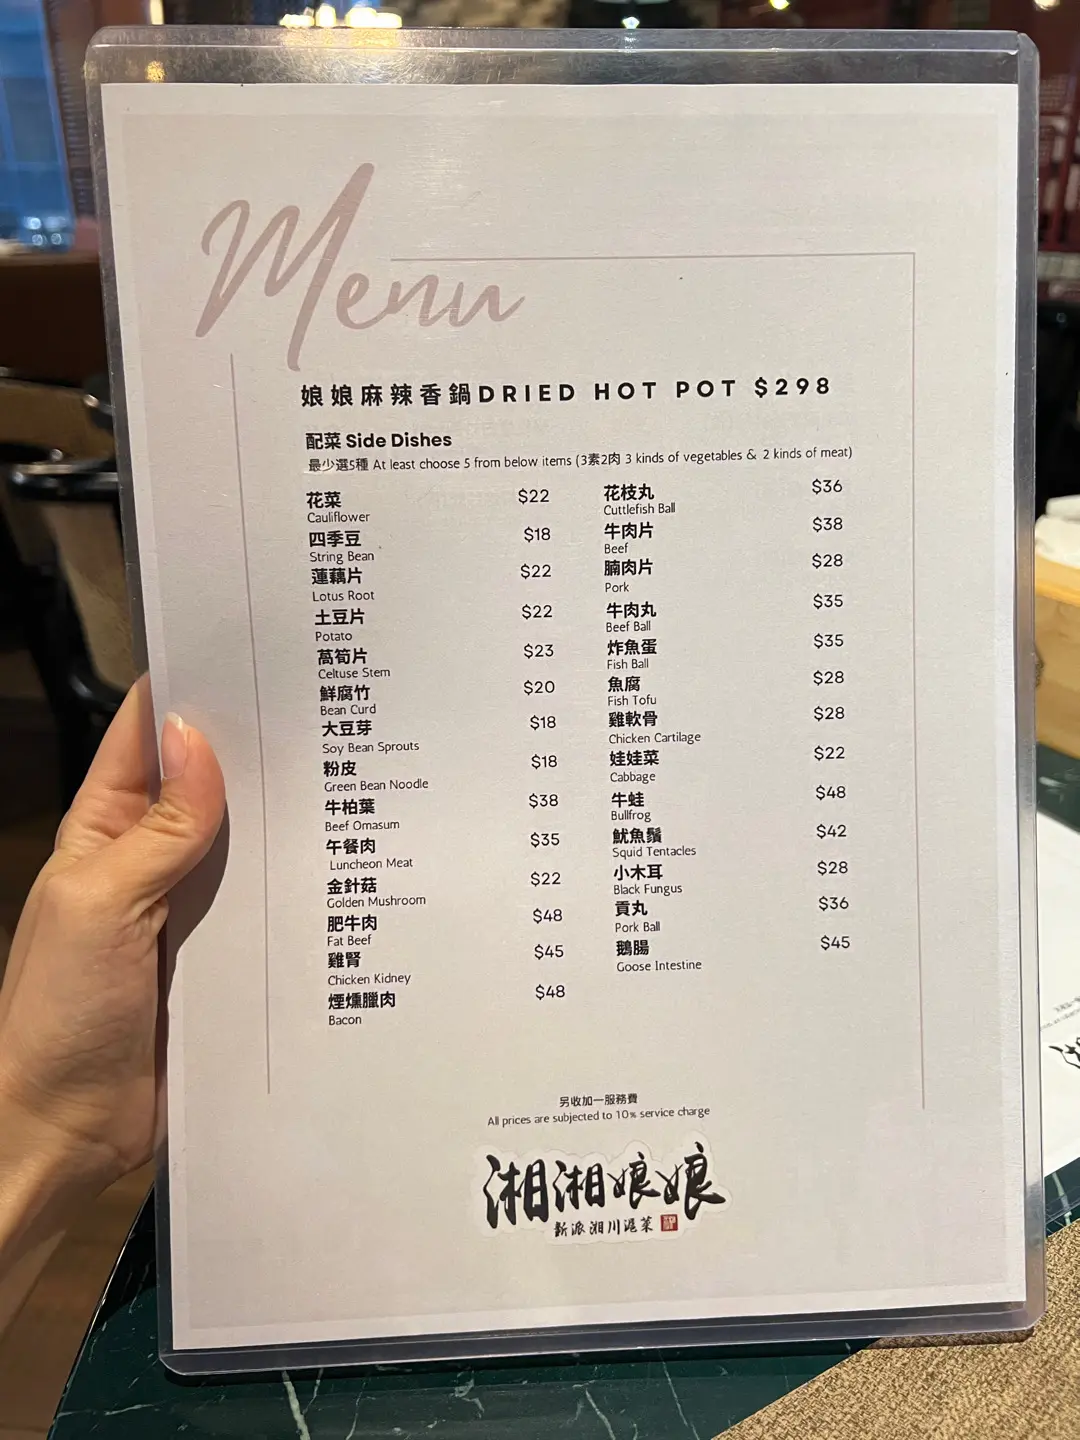 Menu
娘娘麻辣香鍋DRIED HOT POT $298
配菜 Side Dishes
最少選5種 At least choose 5 from below items (3素2肉 3 kinds of vegetables & 2 kinds of meat)
花菜 $22
Cauliflower
四季豆 $18
String Bean
蓮藕片 $22
Lotus Root
土豆片 $22
Potato
萵筍片 $23
Celtuse Stem
鮮腐竹 $20
Bean Curd
大豆芽 $18
Soy Bean Sprouts
粉皮 $18
Green Bean Noodle
牛柏葉 $38
Beef Omasum
午餐肉 $35
Luncheon Meat
金針菇 $22
Golden Mushroom
肥牛肉 $48
Fat Beef
雞腎 $45
Chicken Kidney
煙燻臘肉 $48
Bacon
花枝丸 $36
Cuttlefish Ball
牛肉片 $38
Beef
腩肉片 $28
Pork
牛肉丸 $35
Beef Ball
炸魚蛋 $35
Fish Ball
魚腐 $28
Fish Tofu
雞軟骨 $28
Chicken Cartilage
娃娃菜 $22
Cabbage
牛蛙 $48
Bullfrog
魷魚鬚 $42
Squid Tentacles
小木耳 $28
Black Fungus
貢丸 $36
Pork Ball
鵝腸 $45
Goose Intestine
另收加一服務費
All prices are subjected to 10% service charge
湘湘娘娘
新派湘川滬菜